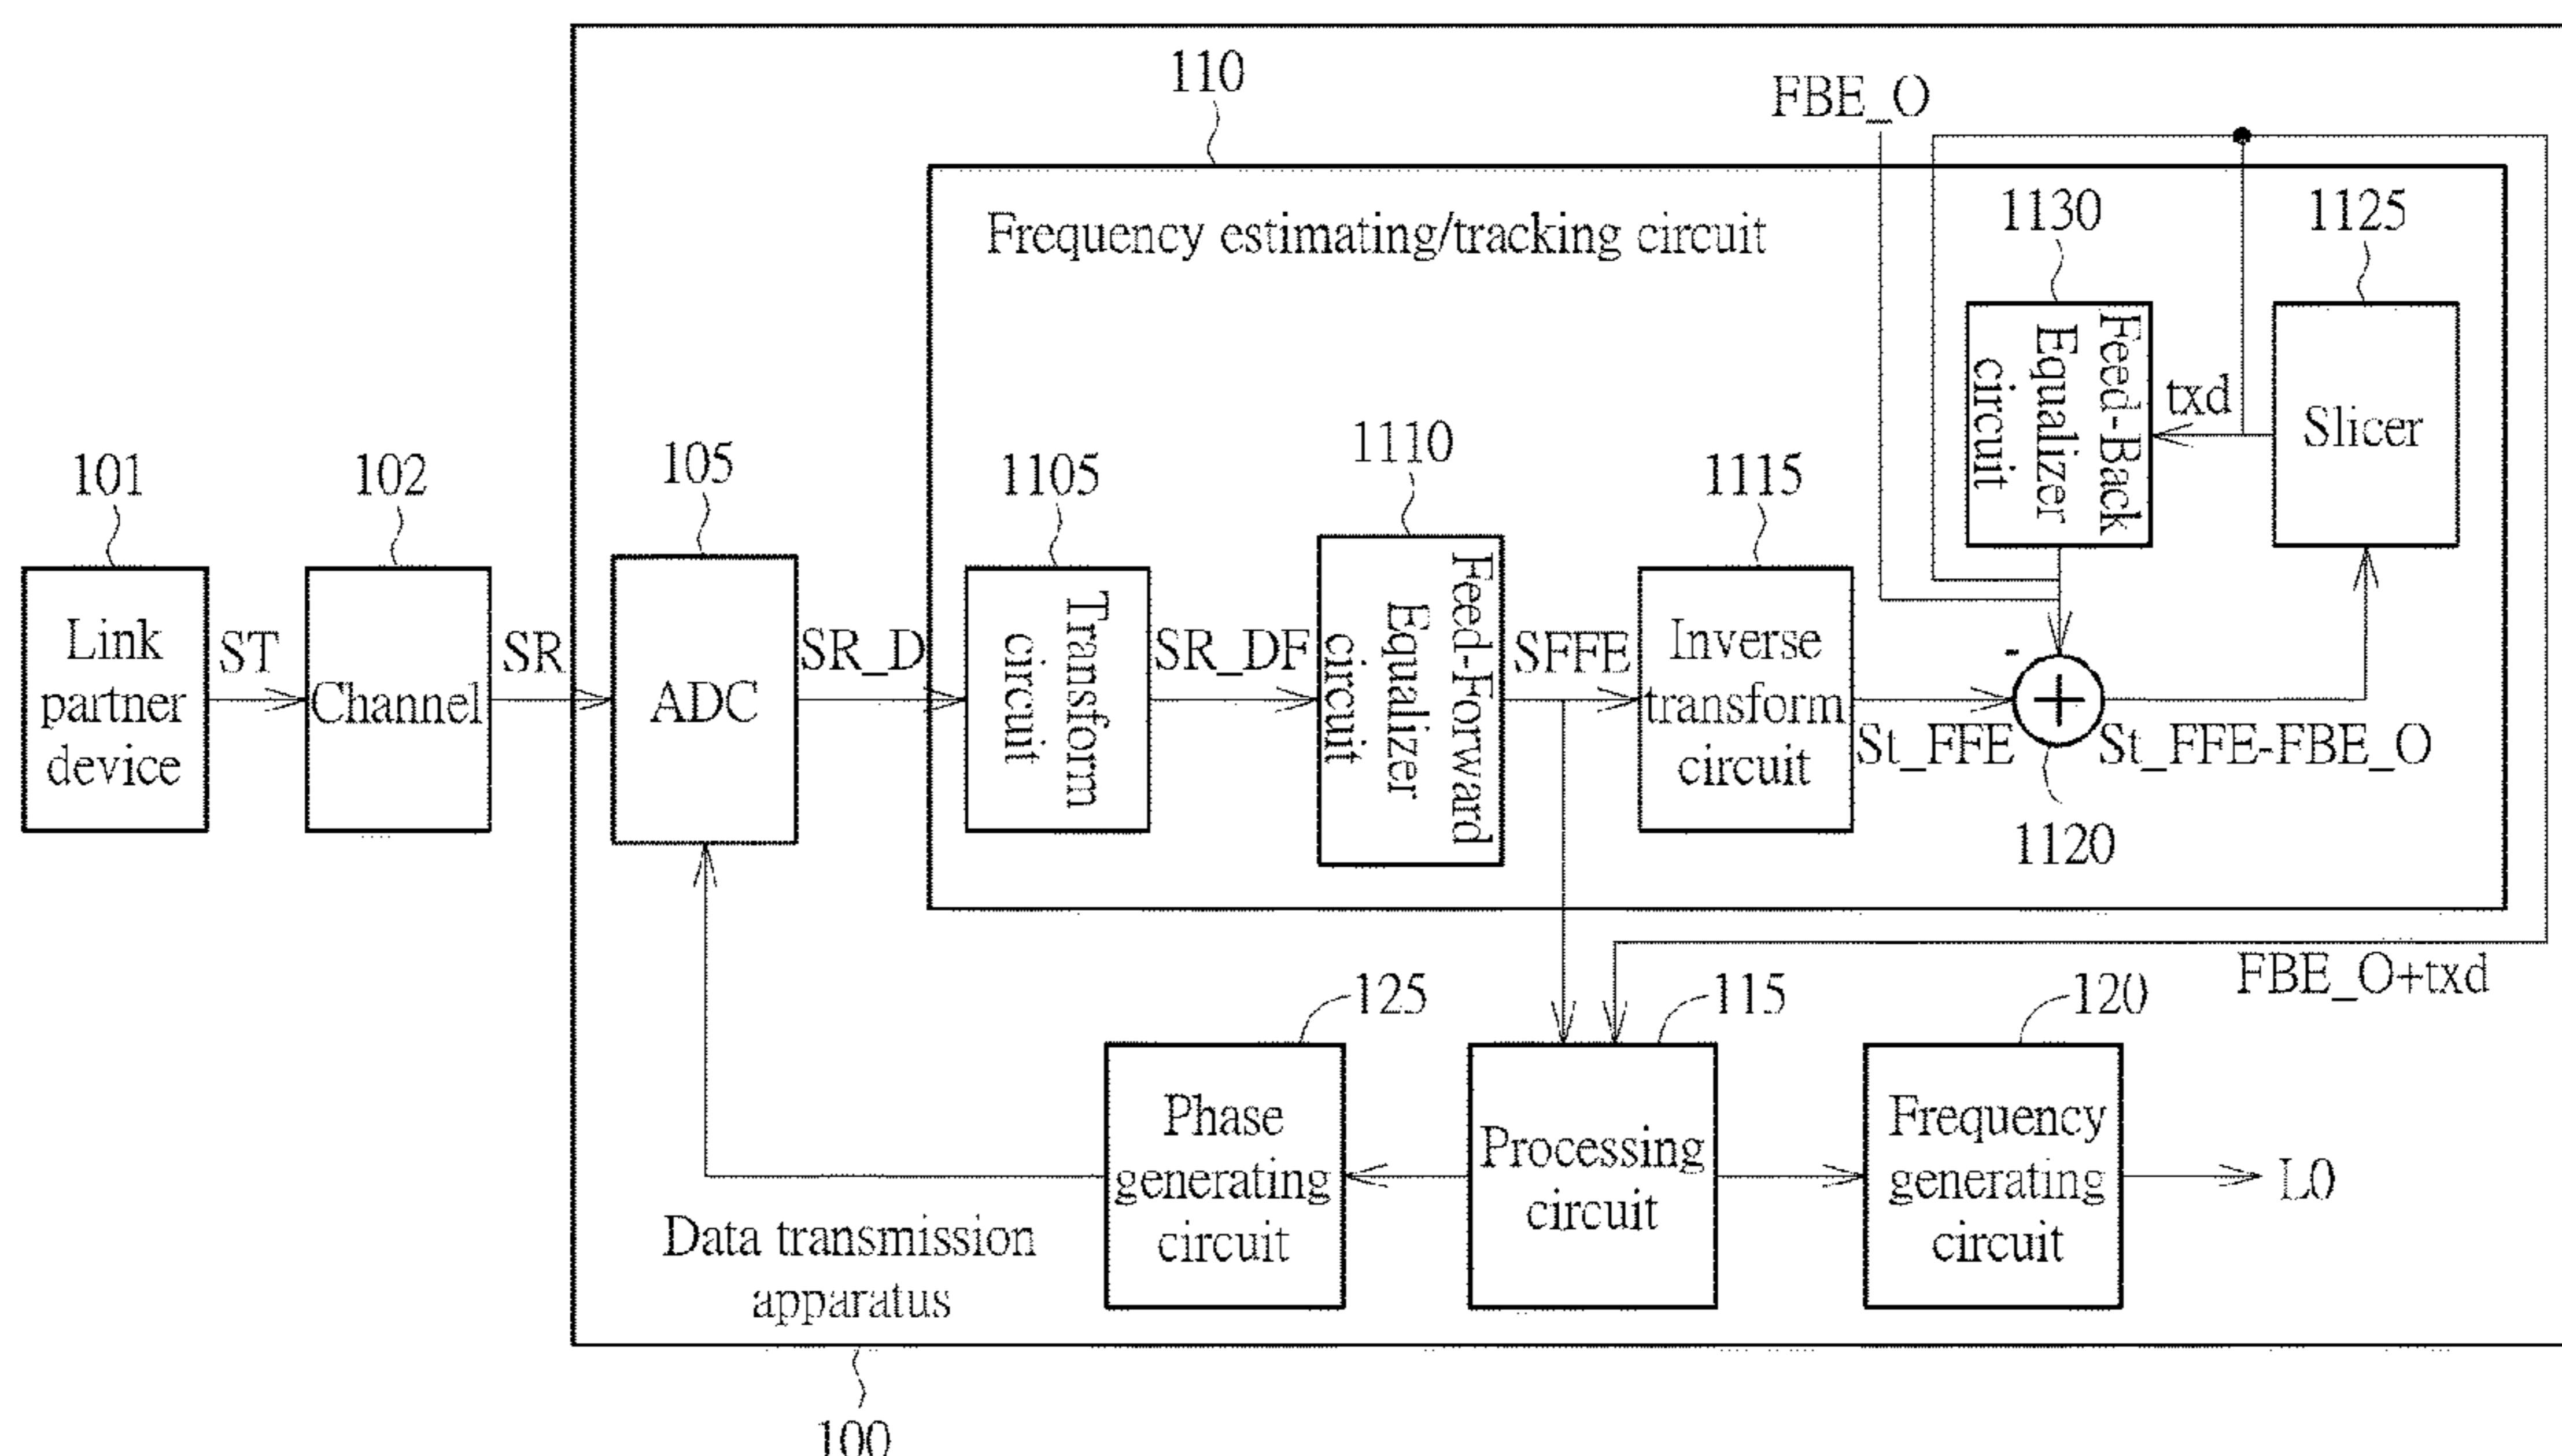 110
FBE_O
Frequency estimating/tracking circuit
1130
1125
Feed-Back
Equalizer
circuit
txd
Slicer
101
102
105
1105
1110
1115
Link
partner
device
ST
Channel
SR
ADC
SR_D
Transform
circuit
SR_DF
Feed-Forward
Equalizer
circuit
SFFE
Inverse
transform
circuit
St_FFE
-
+
St_FFE-FBE_O
1120
FBE_O+txd
125
115
120
Phase
generating
circuit
Processing
circuit
Frequency
generating
circuit
L0
Data transmission
apparatus
100